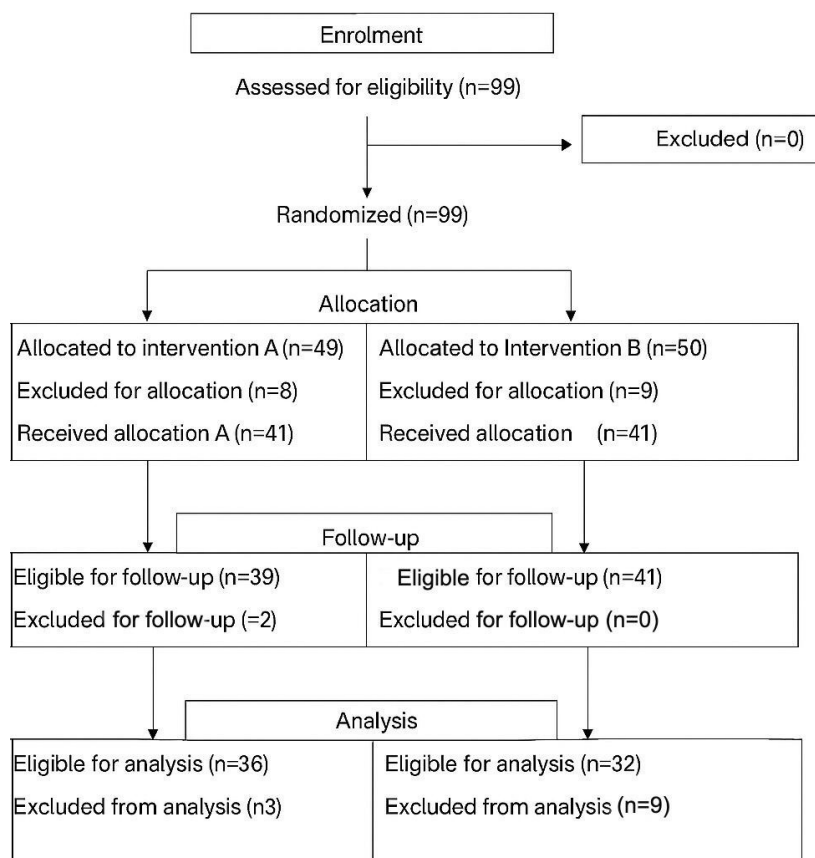 Enrolment
Assessed for eligibility (n=99)
Excluded (n=0)
Randomized (n=99)
Allocation
Allocated to intervention A (n=49)
Excluded for allocation (n=8)
Received allocation A (n=41)
Allocated to Intervention B (n=50)
Excluded for allocation (n=9)
Received allocation (n=41)
Follow-up
Eligible for follow-up (n=39)
Excluded for follow-up (=2)
Eligible for follow-up (n=41)
Excluded for follow-up (n=0)
Analysis
Eligible for analysis (n=36)
Excluded from analysis (n3)
Eligible for analysis (n=32)
Excluded from analysis (n=9)